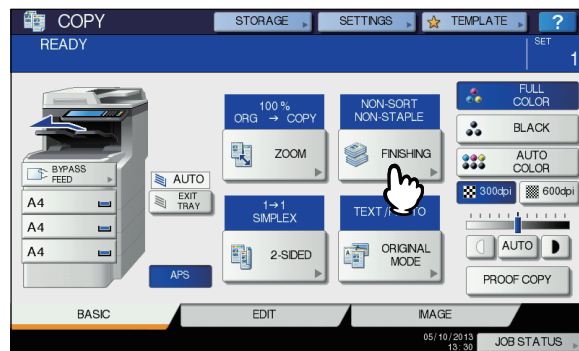 COPY
STORAGE
SETTINGS
TEMPLATE
?
READY
SET
1
100 %
ORG → COPY
ZOOM
NON-SORT
NON-STAPLE
FINISHING
FULL
COLOR
BLACK
AUTO
COLOR
300dpi
600dpi
BYPASS
FEED
A4
A4
A4
AUTO
EXIT
TRAY
APS
1→1
SIMPLEX
2-SIDED
TEXT/PHOTO
ORIGINAL
MODE
AUTO
PROOF COPY
BASIC
EDIT
IMAGE
05/10/2013
13:30
JOB STATUS